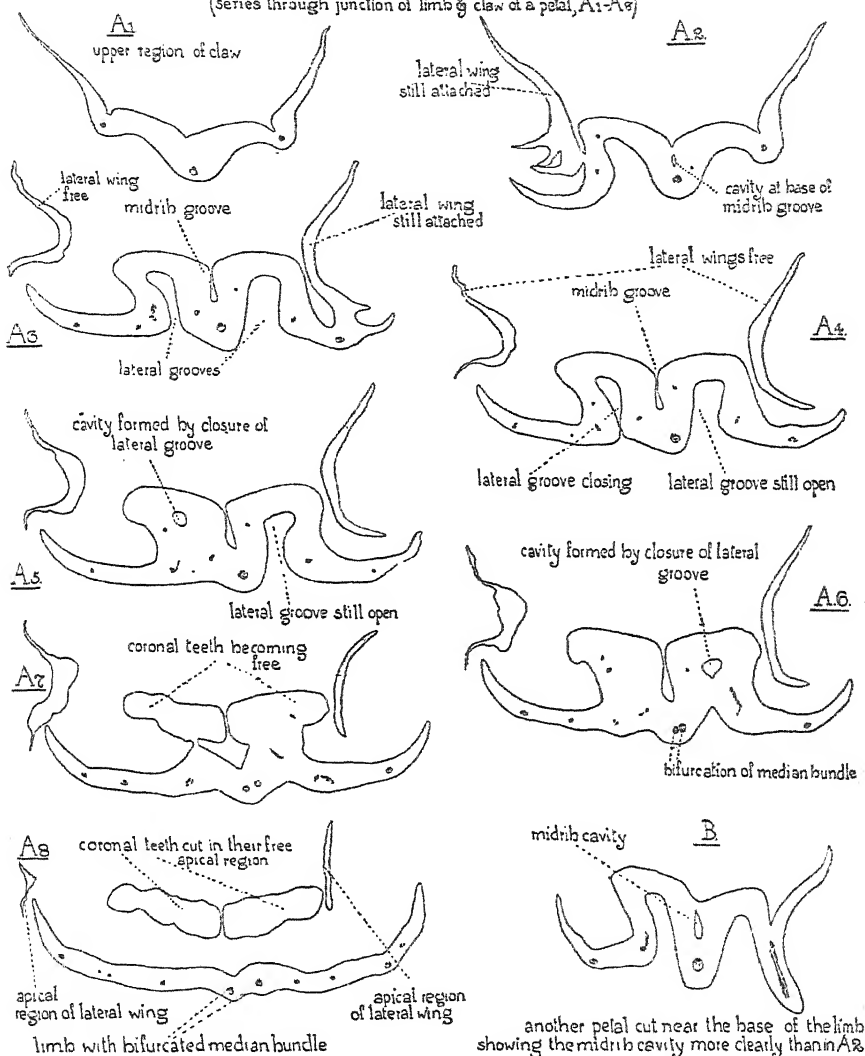 (series through junction of limb & claw of a petal, A1-A8)
A1
upper region of claw
A2.
lateral wing
still attached
cavity at base of
midrib groove
lateral wing
free
midrib groove
lateral wing
still attached
A3
lateral grooves
lateral wings free
midrib groove
A4.
lateral groove closing
lateral groove still open
cavity formed by closure of
lateral groove
A5.
lateral groove still open
cavity formed by closure of lateral
groove
A.6.
bifurcation of median bundle
coronal teeth becoming
free
A7
A8
coronal teeth cut in their free
apical region
apical
region of lateral wing
apical region
of lateral wing
limb with bifurcated median bundle
B.
midrib cavity
another petal cut near the base of the limb
showing the midrib cavity more clearly than in A2